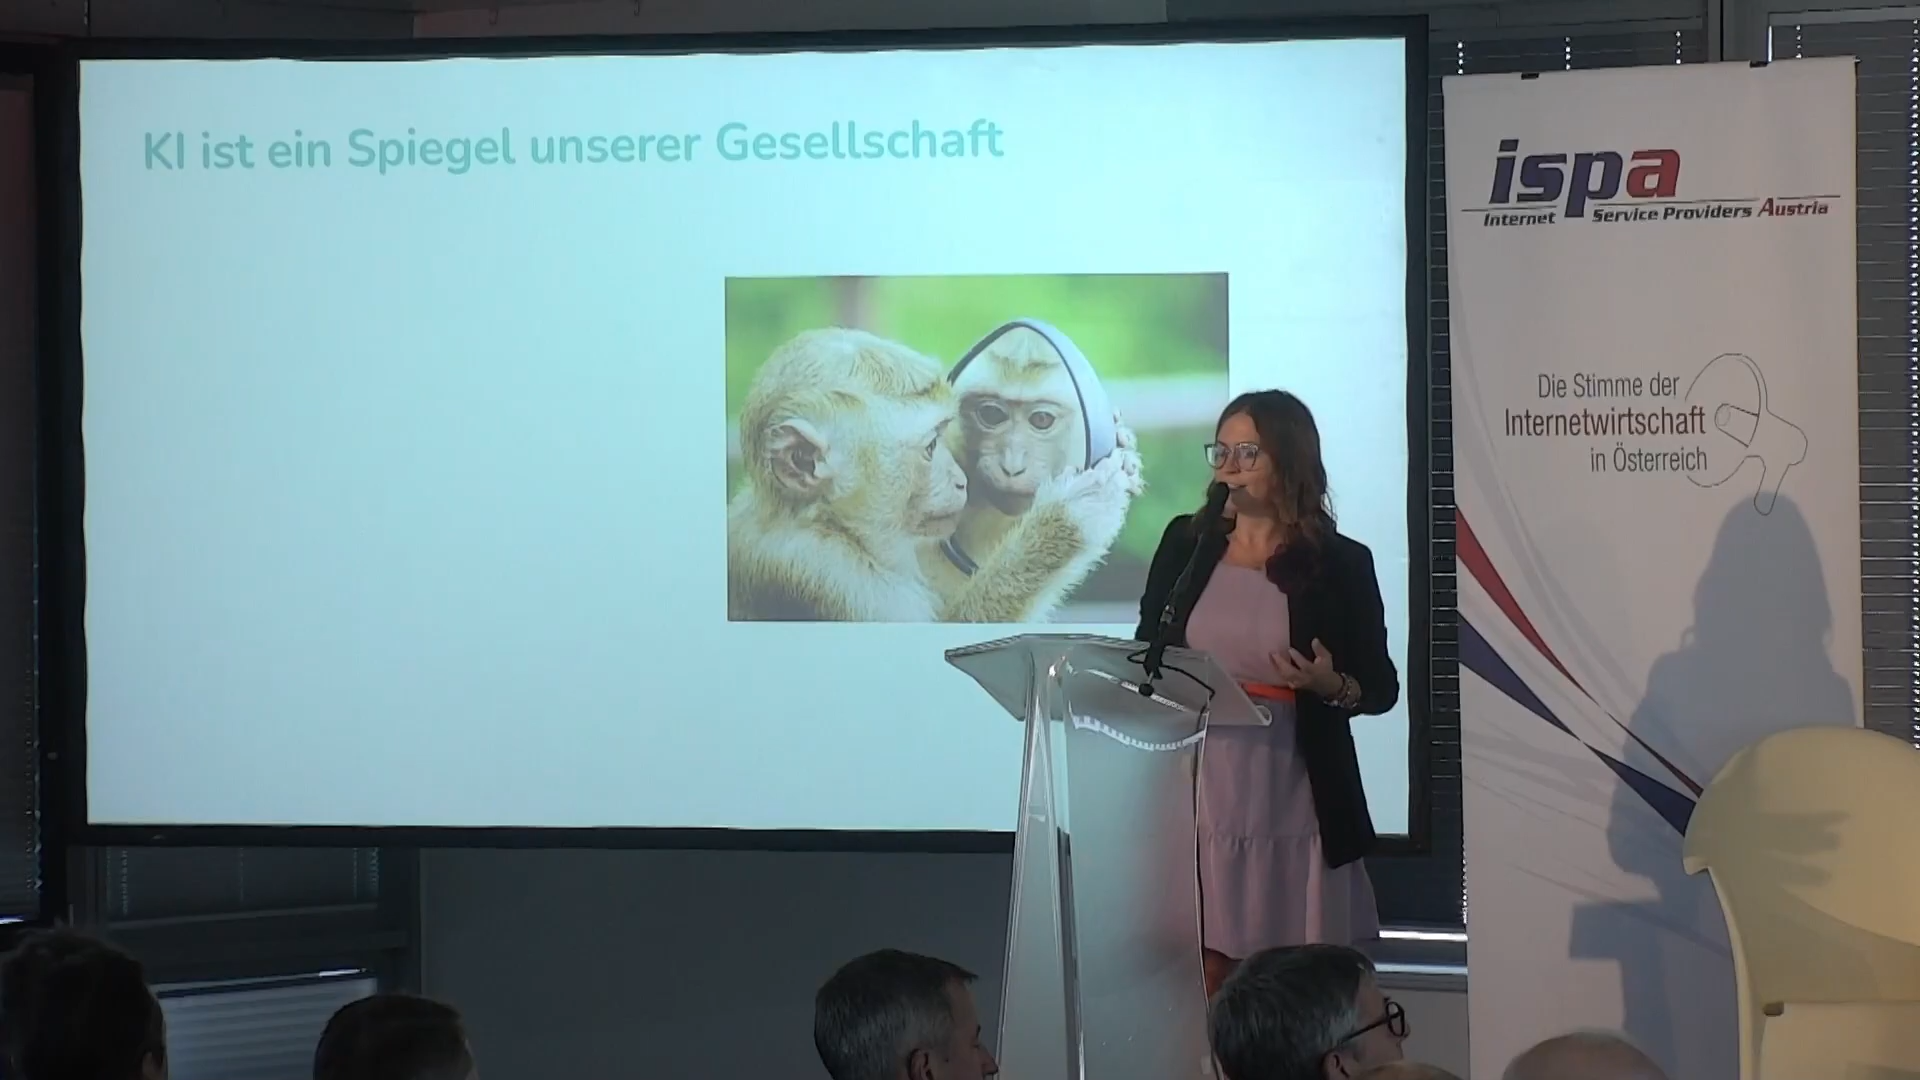 KI ist ein Spiegel unserer Gesellschaft
ispa
Internet Service Providers Austria
Die Stimme der
Internetwirtschaft
in Österreich